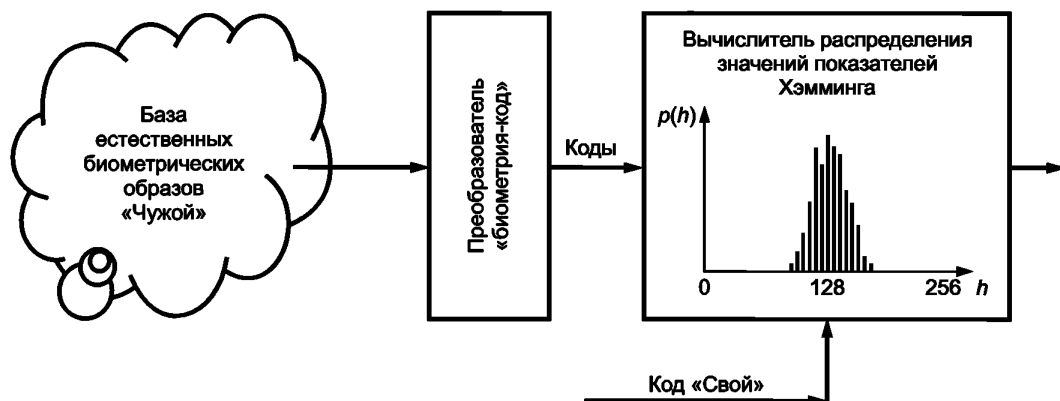 База
естественных
биометрических
образов
«Чужой»
Преобразователь
«биометрия-код»
Коды
Вычислитель распределения
значений показателей
Хэмминга
p(h)
0
128
256
h
Код «Свой»